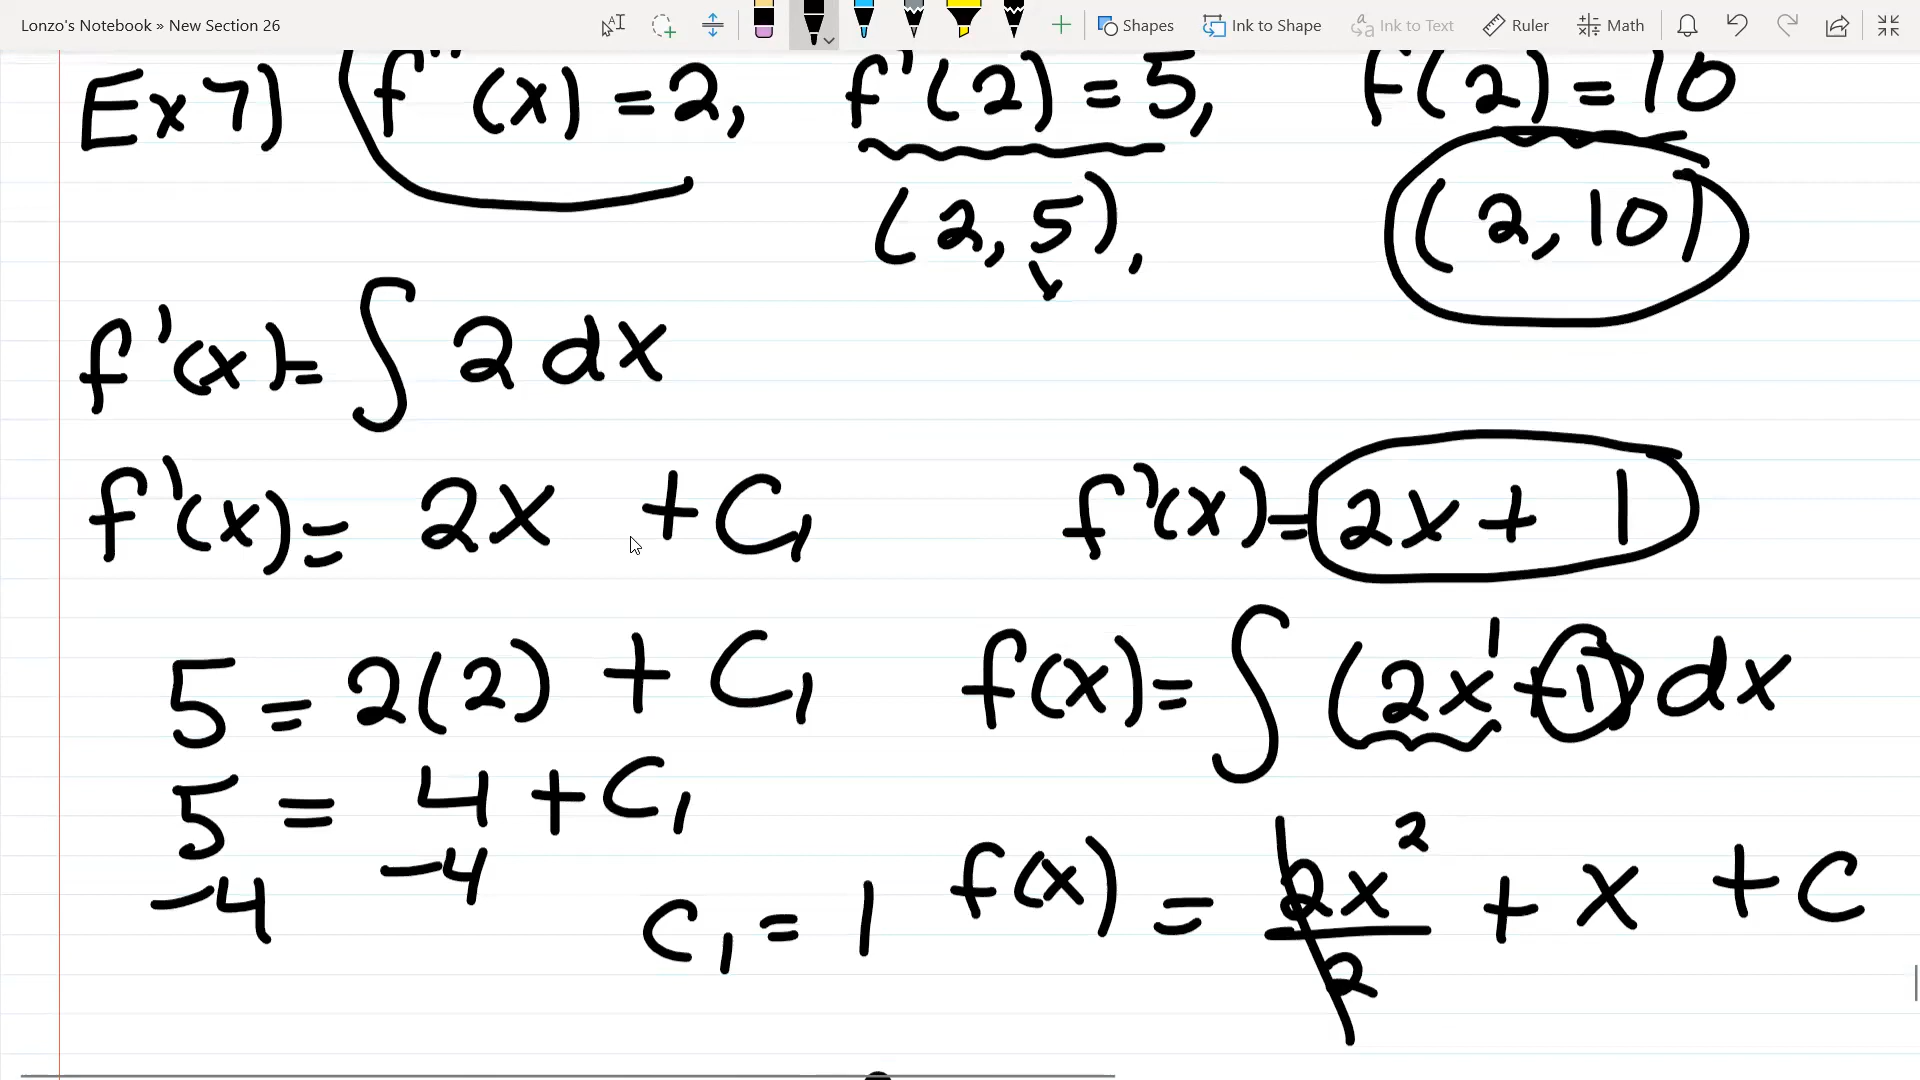 Lonzo's Notebook » New Section 26
Shapes Ink to Shape Ink to Text Ruler Math
Ex 7) f''(x) = 2, f'(2) = 5, f(2) = 10
(2, 5), (2, 10)
f'(x) = ∫ 2 dx
f'(x) = 2x + C₁
f'(x) = 2x + 1
5 = 2(2) + C₁
f(x) = ∫ (2x¹ + 1) dx
5 = 4 + C₁
-4 -4
C₁ = 1
f(x) = 2x²/2 + x + C